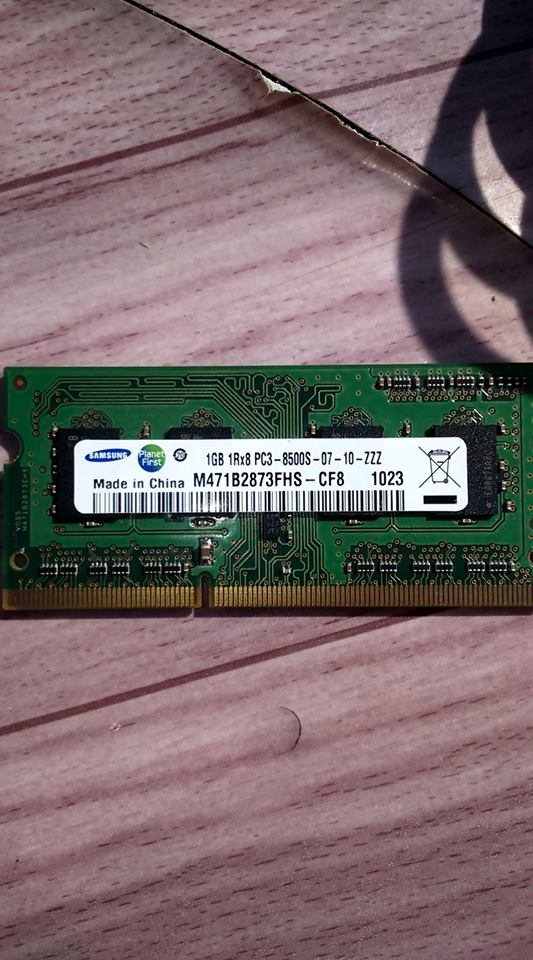 SAMSUNG
Planet First
1GB 1Rx8 PC3-8500S-07-10-ZZZ
M471B2873FHS-CF8 1023
Made in China